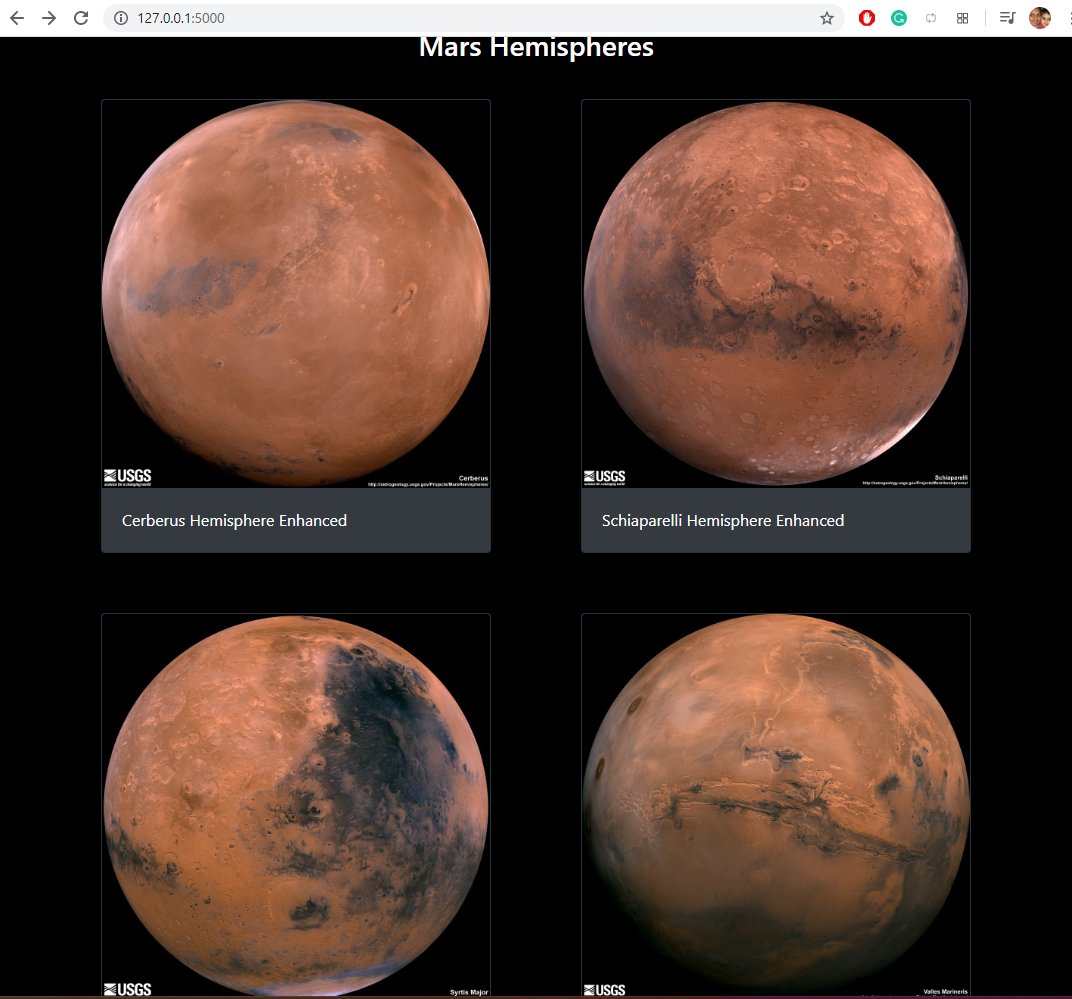 127.0.0.1:5000
Mars Hemispheres
USGS
science for a changing world
Cerberus
http://astrogeology.usgs.gov/Projects/MarsHemispheres/
USGS
science for a changing world
Schiaparelli
http://astrogeology.usgs.gov/Projects/MarsHemispheres/
Cerberus Hemisphere Enhanced
Schiaparelli Hemisphere Enhanced
USGS
Syrtis Major
USGS
Valles Marineris